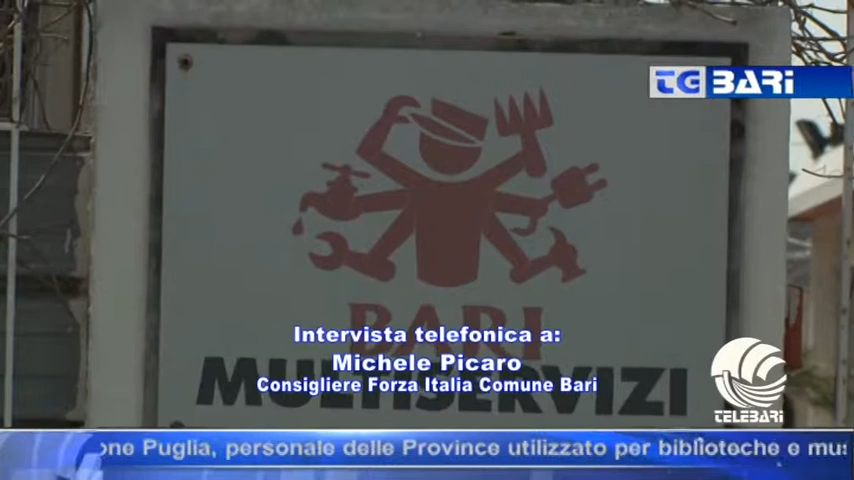 TG BARI
BARI
Intervista telefonica a:
Michele Picaro
MULTISERVIZI
Consigliere Forza Italia Comune Bari
TELEBARI
one Puglia, personale delle Province utilizzato per biblioteche e mus